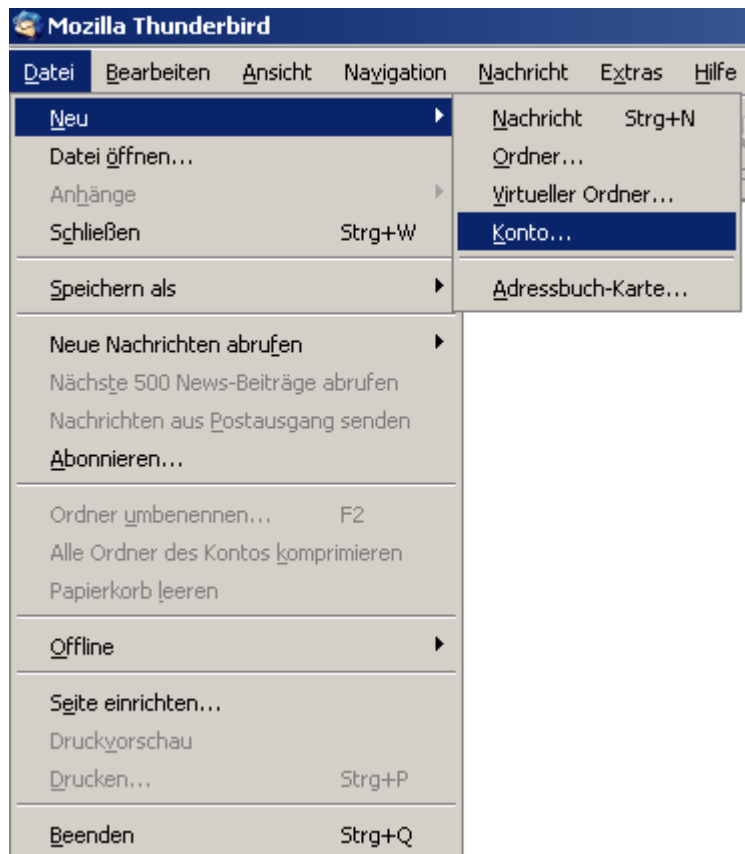 Mozilla Thunderbird
Datei Bearbeiten Ansicht Navigation Nachricht Extras Hilfe
Neu
Datei öffnen...
Anhänge
Schließen Strg+W
Speichern als
Neue Nachrichten abrufen
Nächste 500 News-Beiträge abrufen
Nachrichten aus Postausgang senden
Abonnieren...
Ordner umbenennen... F2
Alle Ordner des Kontos komprimieren
Papierkorb leeren
Offline
Seite einrichten...
Druckvorschau
Drucken... Strg+P
Beenden Strg+Q
Nachricht Strg+N
Ordner...
Virtueller Ordner...
Konto...
Adressbuch-Karte...